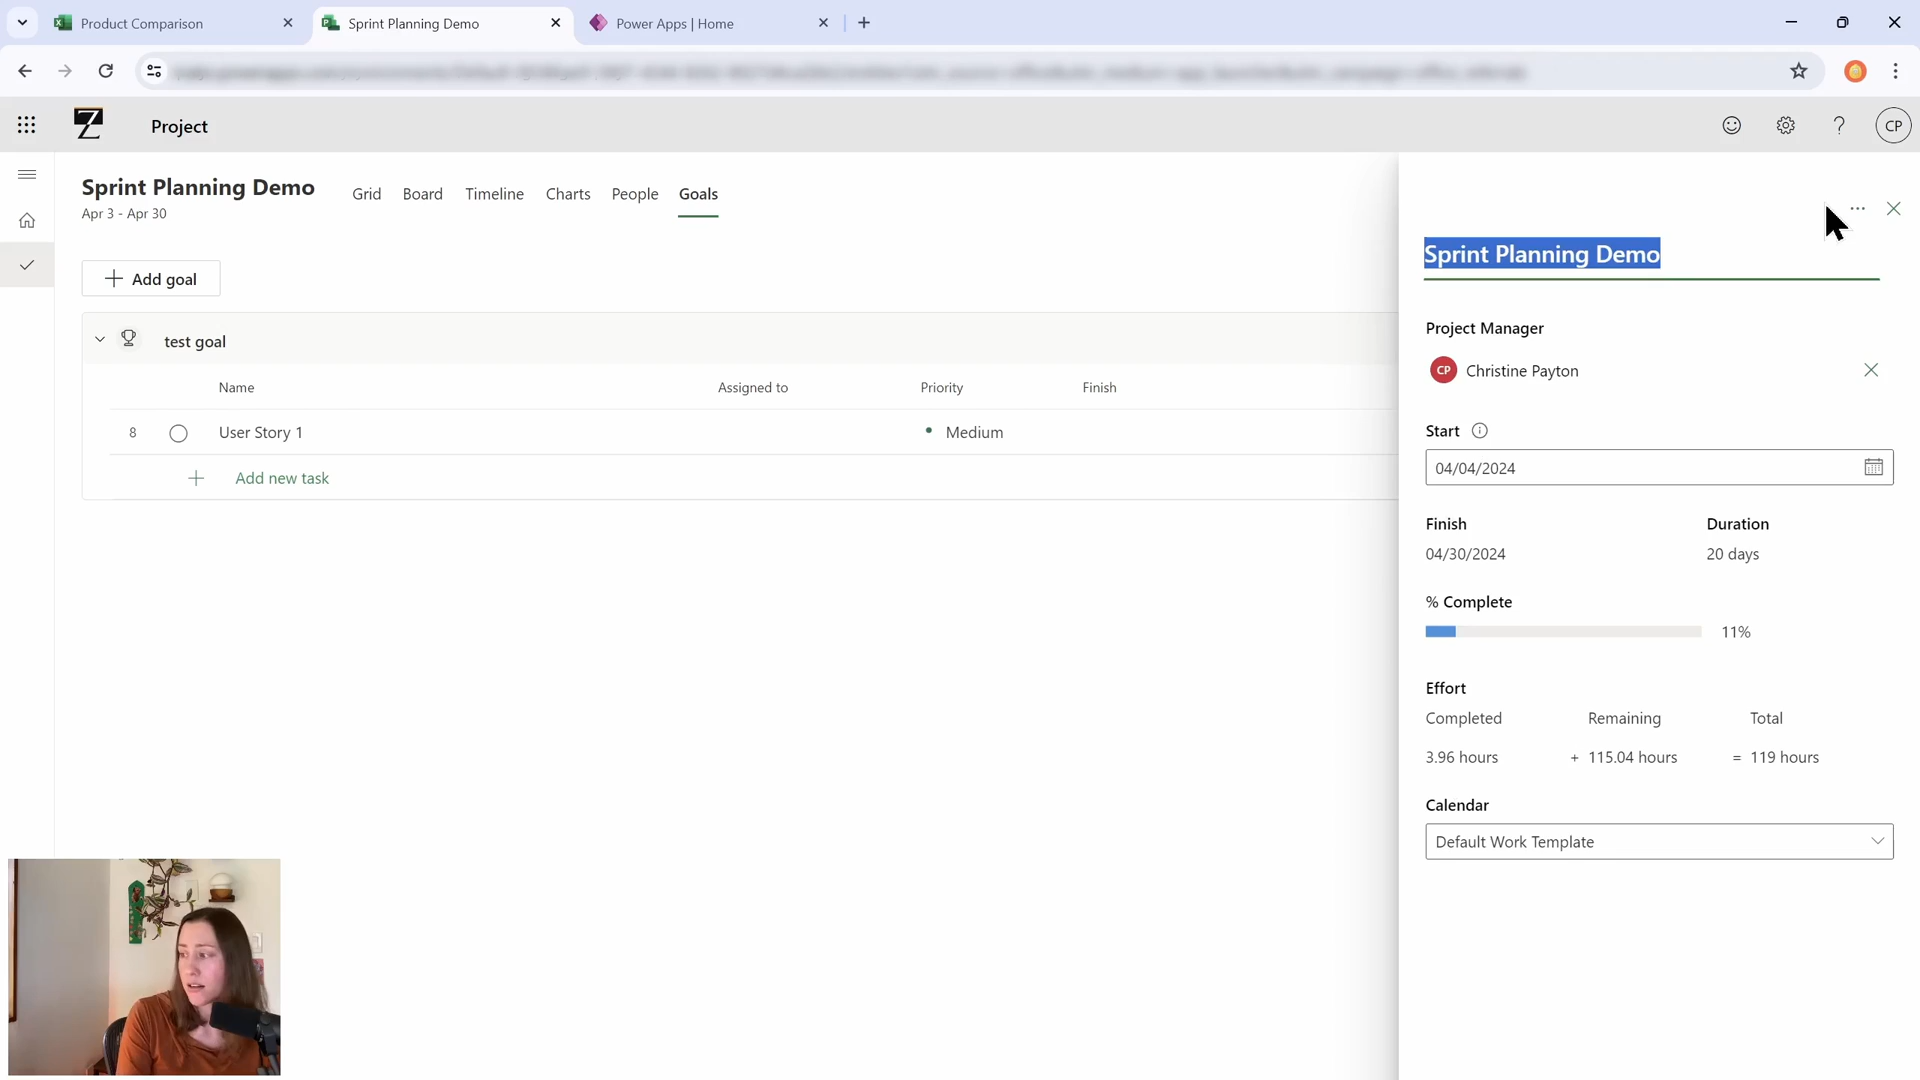 Product Comparison
Sprint Planning Demo
Power Apps | Home
Z
Project
CP
Sprint Planning Demo
Apr 3 - Apr 30
Grid
Board
Timeline
Charts
People
Goals
Add goal
test goal
Name
Assigned to
Priority
Finish
8
User Story 1
Medium
Add new task
Sprint Planning Demo
Project Manager
CP
Christine Payton
Start
04/04/2024
Finish
Duration
04/30/2024
20 days
% Complete
11%
Effort
Completed
Remaining
Total
3.96 hours
+ 115.04 hours
= 119 hours
Calendar
Default Work Template